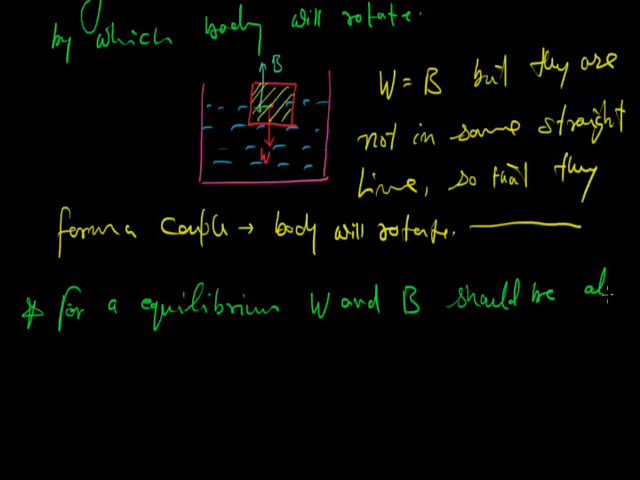 by which body will rotate.
B
W = B but they are
not in same straight
W
Line, so that they
form a Couple → body will rotate.
* for a equilibrium W and B should be al